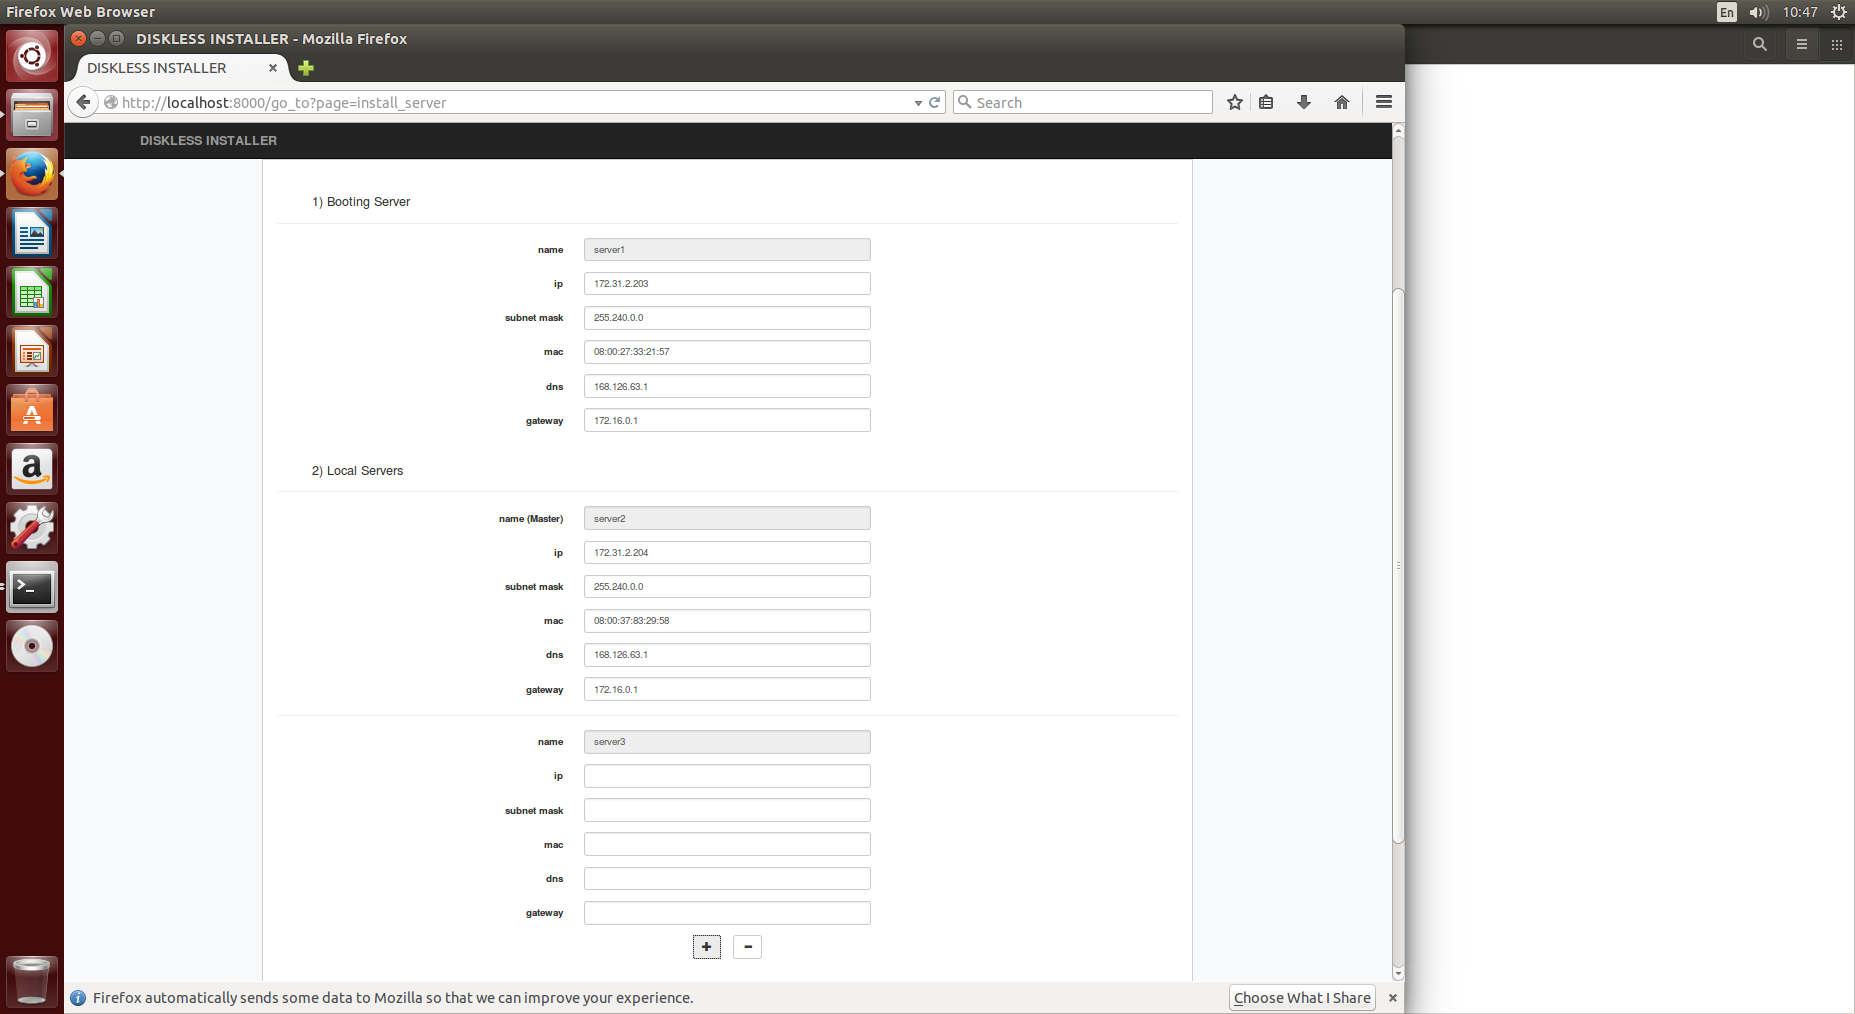 Firefox Web Browser
En
10:47
DISKLESS INSTALLER - Mozilla Firefox
DISKLESS INSTALLER
http://localhost:8000/go_to?page=install_server
Search
DISKLESS INSTALLER
1) Booting Server
name server1
ip 172.31.2.203
subnet mask 255.240.0.0
mac 08:00:27:33:21:57
dns 168.126.63.1
gateway 172.16.0.1
2) Local Servers
name (Master) server2
ip 172.31.2.204
subnet mask 255.240.0.0
mac 08:00:37:83:29:58
dns 168.126.63.1
gateway 172.16.0.1
name server3
ip
subnet mask
mac
dns
gateway
+ -
Firefox automatically sends some data to Mozilla so that we can improve your experience.
Choose What I Share